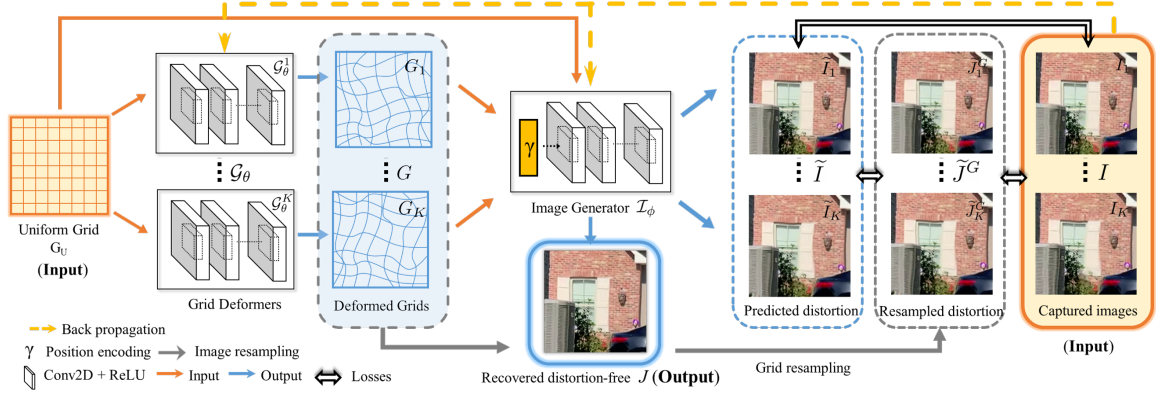 Uniform Grid
G_U
(Input)
𝒢_θ^1
𝒢_θ
𝒢_θ^K
Grid Deformers
G_1
G
G_K
Deformed Grids
γ
Image Generator ℐ_ϕ
Recovered distortion-free J (Output)
Ĩ_1
Ĩ
Ĩ_K
Predicted distortion
J̃_1^G
J̃^G
J̃_K^G
Resampled distortion
Grid resampling
I_1
I
I_K
Captured images
(Input)
Back propagation
γ Position encoding
Image resampling
Conv2D + ReLU
Input
Output
Losses